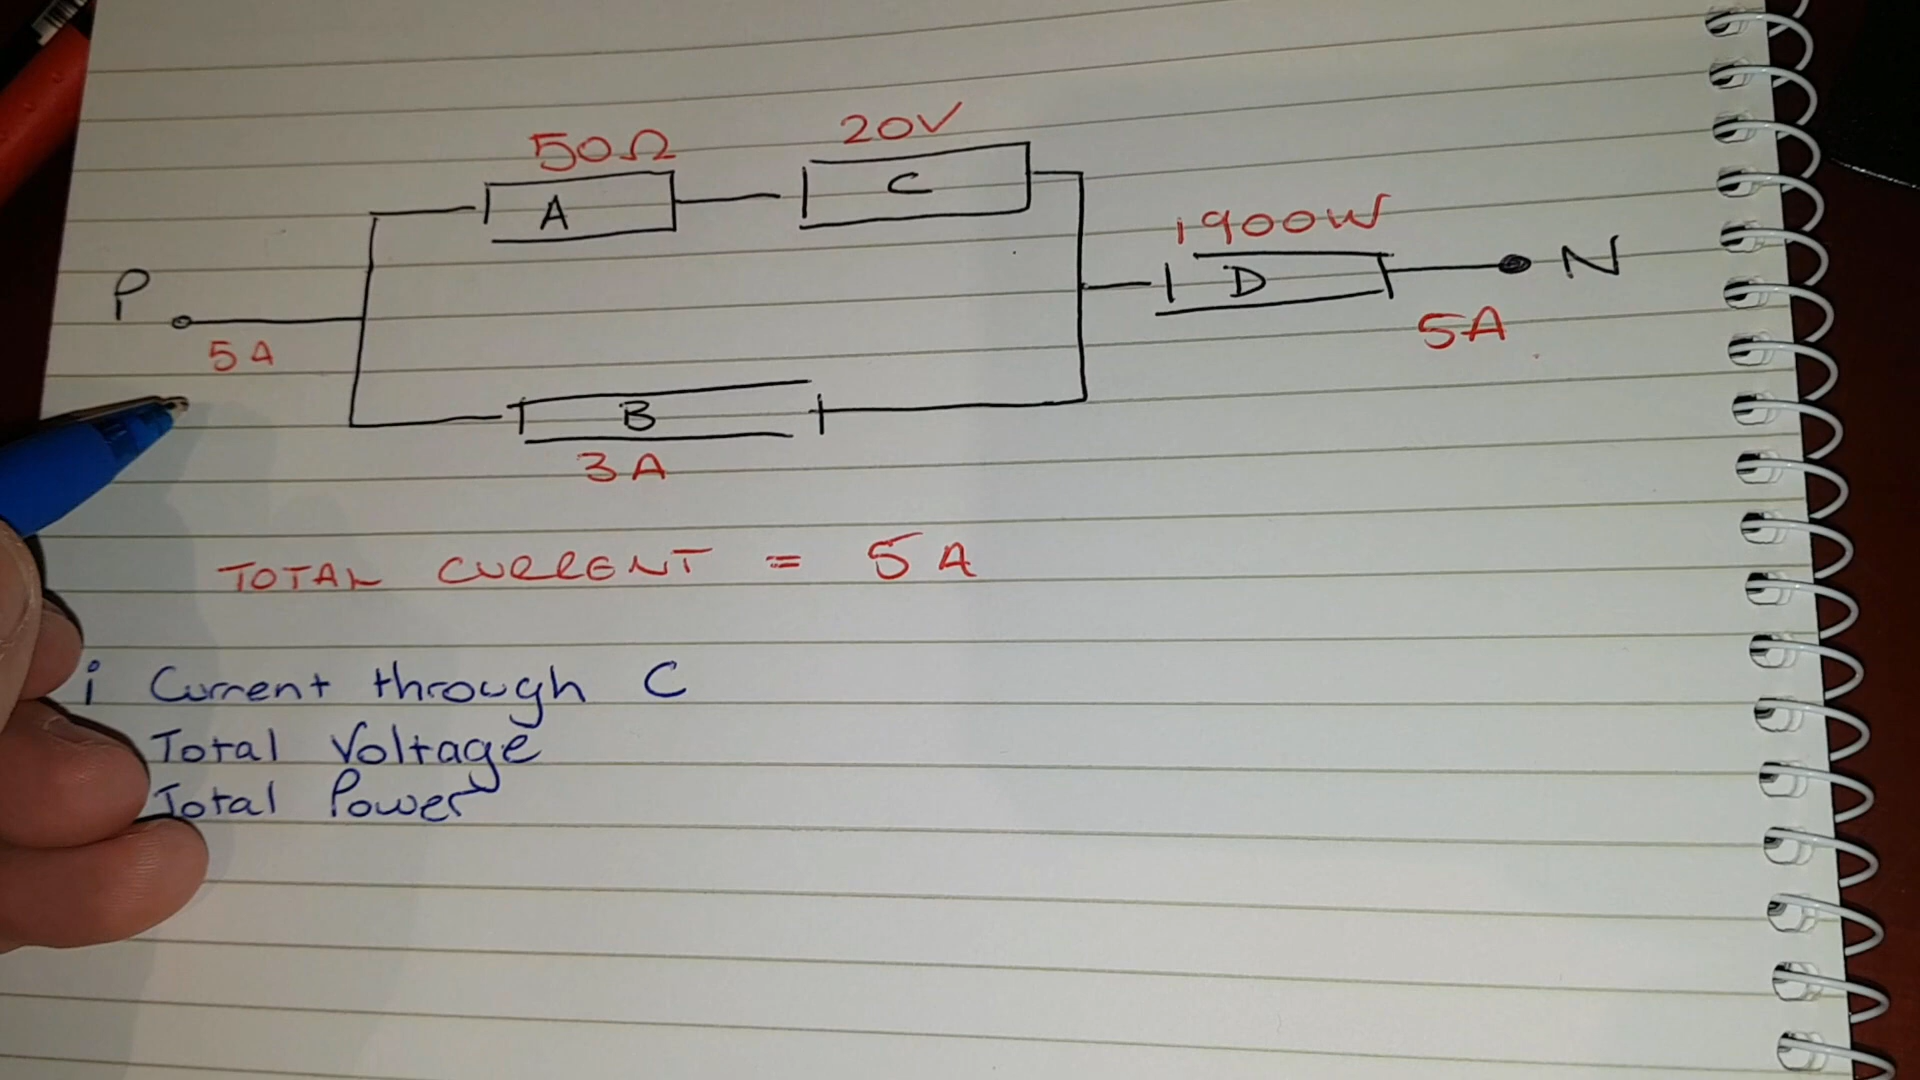 50Ω 20V
A C
1900W
P D N
5A 5A
B
3A
TOTAL CURRENT = 5A
i Current through C
Total Voltage
Total Power